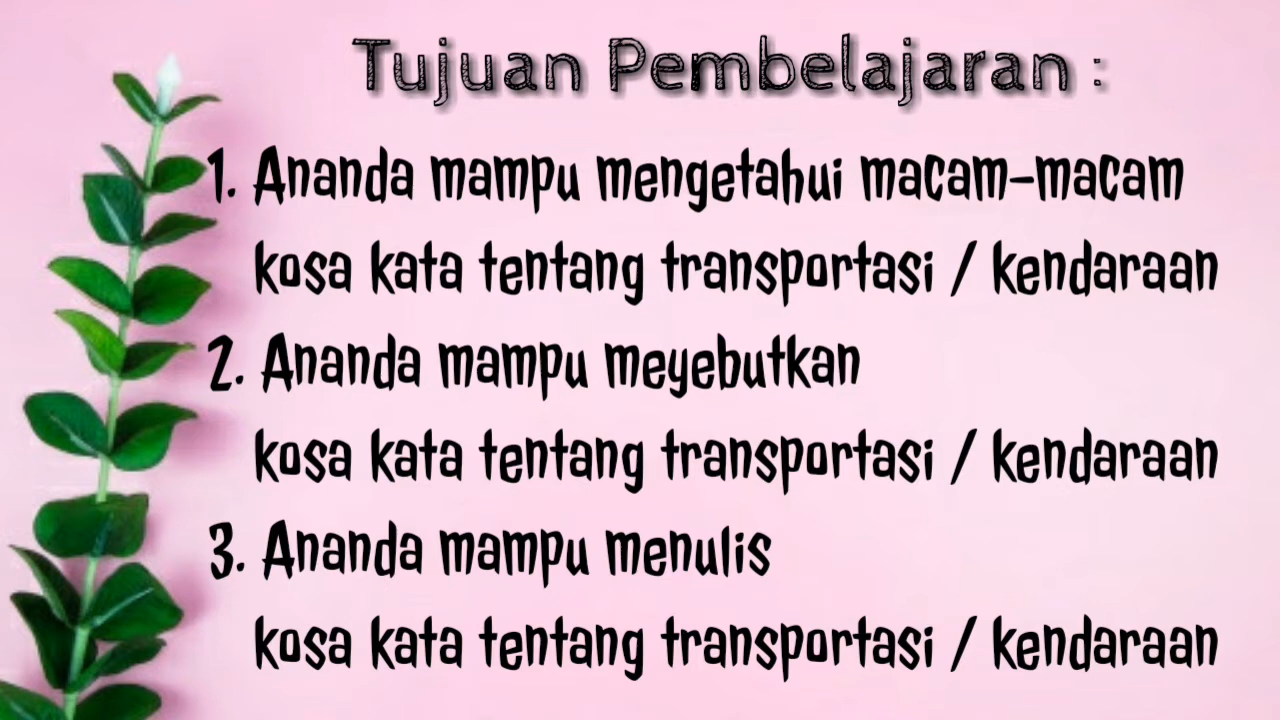 Tujuan Pembelajaran :
1. Ananda mampu mengetahui macam-macam
kosa kata tentang transportasi / kendaraan
2. Ananda mampu meyebutkan
kosa kata tentang transportasi / kendaraan
3. Ananda mampu menulis
kosa kata tentang transportasi / kendaraan